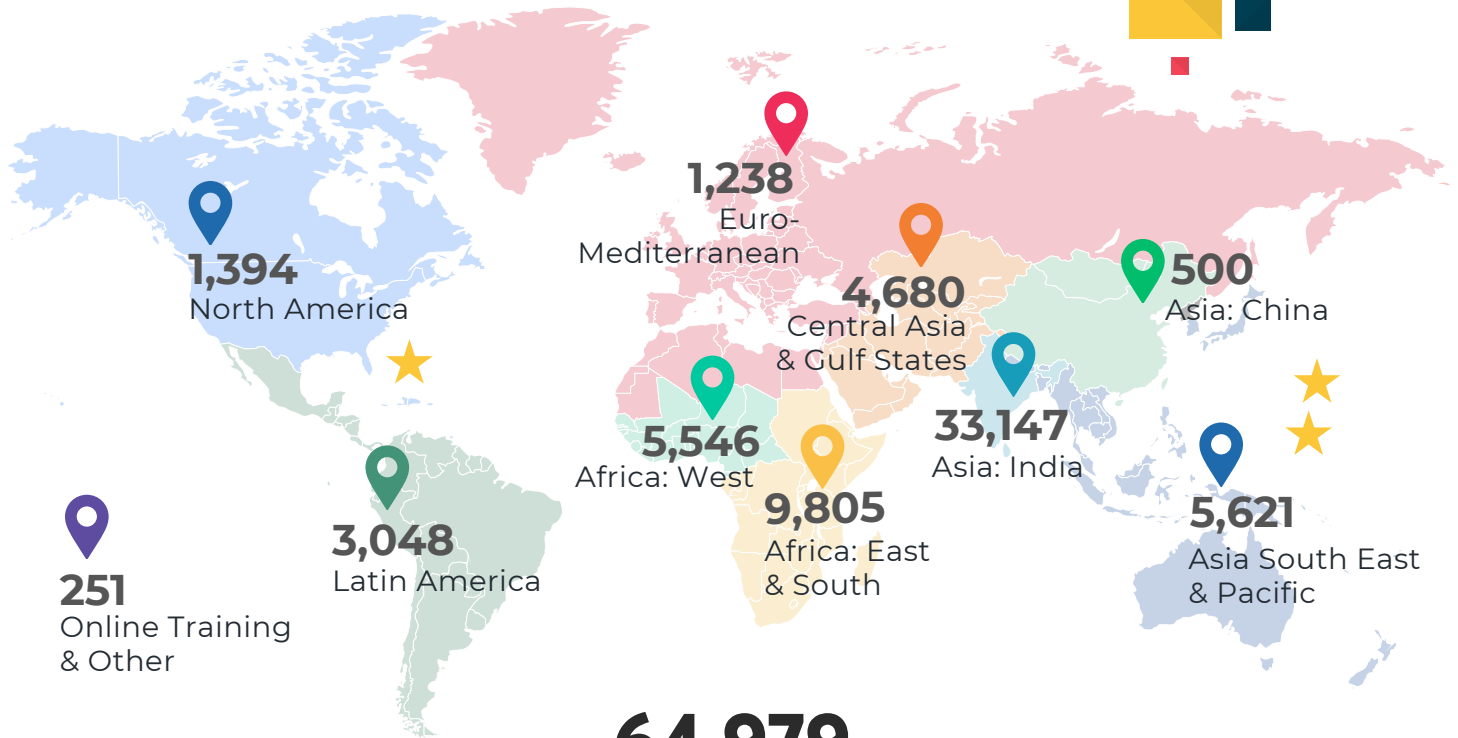 1,238
Euro-
Mediterranean
1,394
North America
4,680
Central Asia
& Gulf States
500
Asia: China
5,546
Africa: West
33,147
Asia: India
9,805
Africa: East
& South
5,621
Asia South East
& Pacific
3,048
Latin America
251
Online Training
& Other
64,979